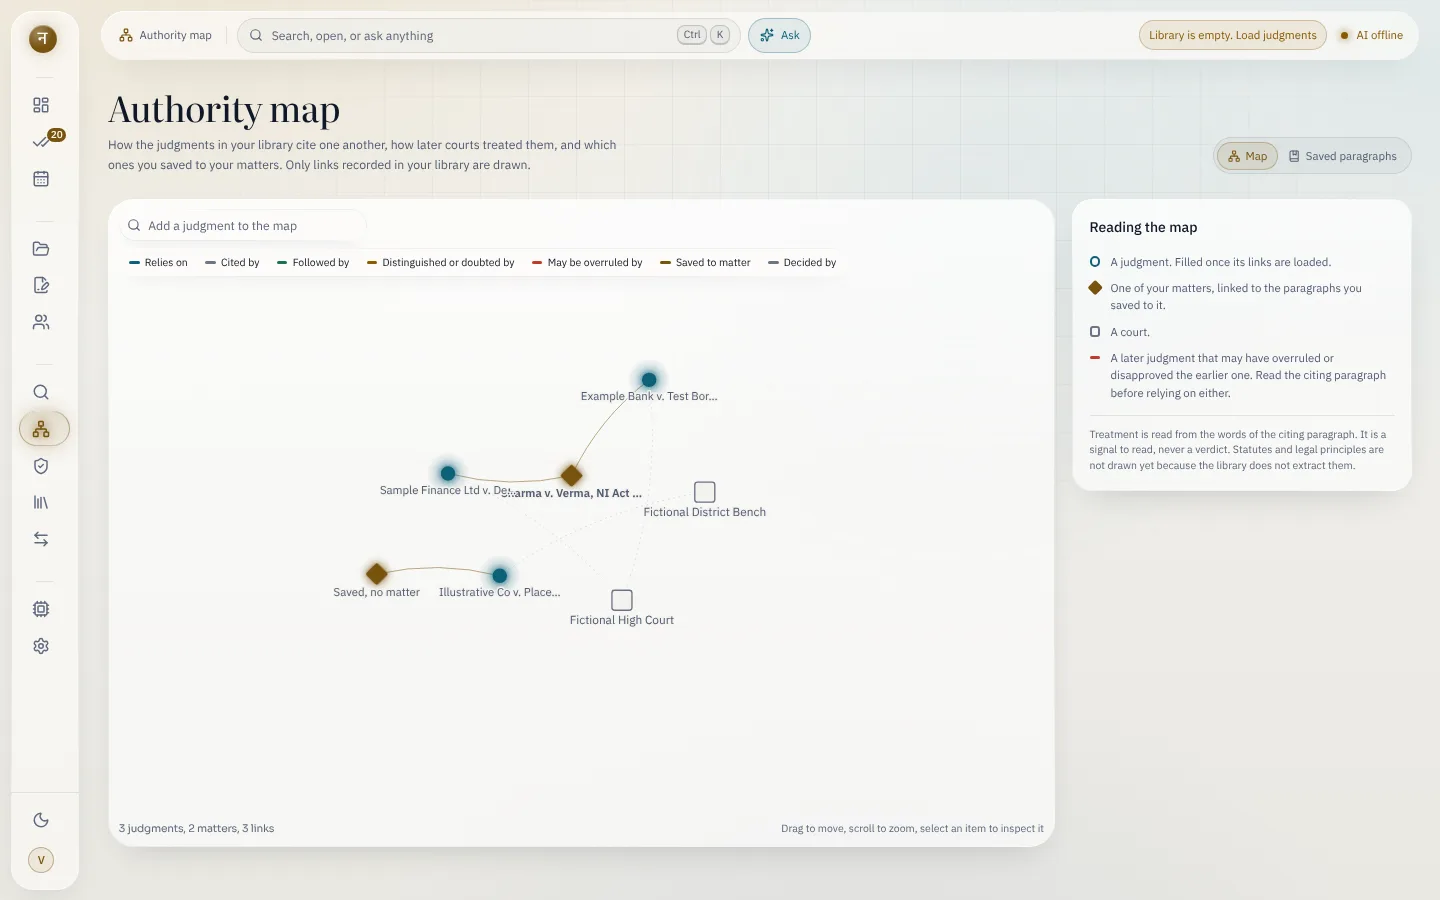 न
Authority map
Search, open, or ask anything
Ctrl
K
Ask
Library is empty. Load judgments
AI offline
20
Authority map
How the judgments in your library cite one another, how later courts treated them, and which
ones you saved to your matters. Only links recorded in your library are drawn.
Map
Saved paragraphs
Add a judgment to the map
Relies on
Cited by
Followed by
Distinguished or doubted by
May be overruled by
Saved to matter
Decided by
Example Bank v. Test Bor...
Sample Finance Ltd v. De...
Sharma v. Verma, NI Act ...
Fictional District Bench
Saved, no matter
Illustrative Co v. Place...
Fictional High Court
3 judgments, 2 matters, 3 links
Drag to move, scroll to zoom, select an item to inspect it
Reading the map
A judgment. Filled once its links are loaded.
One of your matters, linked to the paragraphs you
saved to it.
A court.
A later judgment that may have overruled or
disapproved the earlier one. Read the citing paragraph
before relying on either.
Treatment is read from the words of the citing paragraph. It is a
signal to read, never a verdict. Statutes and legal principles are
not drawn yet because the library does not extract them.
V